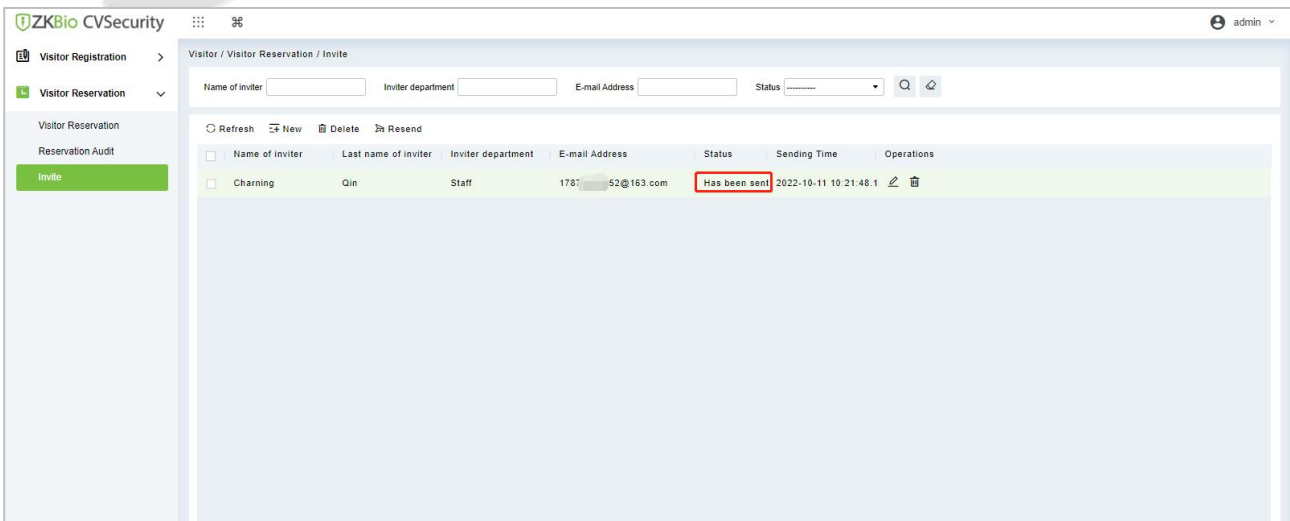 ZKBio CVSecurity
admin
Visitor Registration
Visitor Reservation
Visitor Reservation
Reservation Audit
Invite
Visitor / Visitor Reservation / Invite
Name of inviter Inviter department E-mail Address Status ----------
Refresh New Delete Resend
Name of inviter Last name of inviter Inviter department E-mail Address Status Sending Time Operations
Charning Qin Staff 178 52@163.com Has been sent 2022-10-11 10:21:48.1